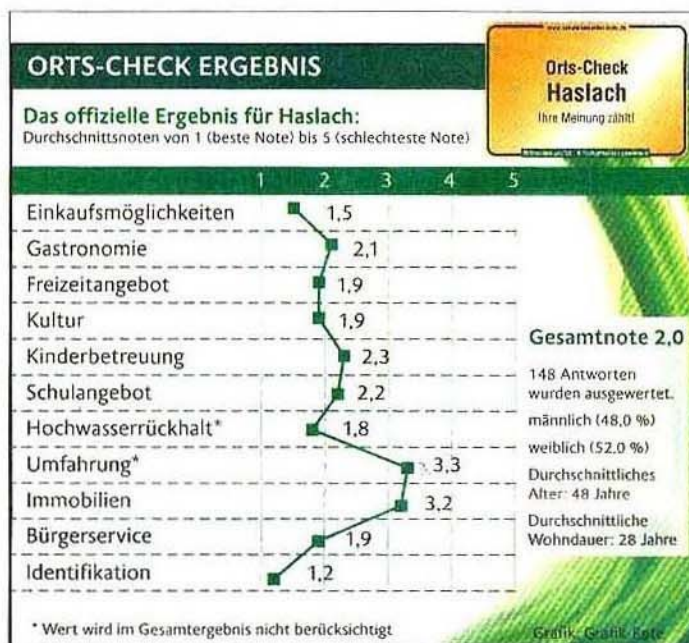 ORTS-CHECK ERGEBNIS
Orts-Check
Haslach
Ihre Meinung zählt!
Das offizielle Ergebnis für Haslach:
Durchschnittsnoten von 1 (beste Note) bis 5 (schlechteste Note)
1 2 3 4 5
Einkaufsmöglichkeiten 1,5
Gastronomie 2,1
Freizeitangebot 1,9
Kultur 1,9
Kinderbetreuung 2,3
Schulangebot 2,2
Hochwasserrückhalt* 1,8
Umfahrung* 3,3
Immobilien 3,2
Bürgerservice 1,9
Identifikation 1,2
Gesamtnote 2,0
148 Antworten
wurden ausgewertet.
männlich (48,0 %)
weiblich (52,0 %)
Durchschnittliches
Alter: 48 Jahre
Durchschnittliche
Wohndauer: 28 Jahre
* Wert wird im Gesamtergebnis nicht berücksichtigt
Grafik: Grafik